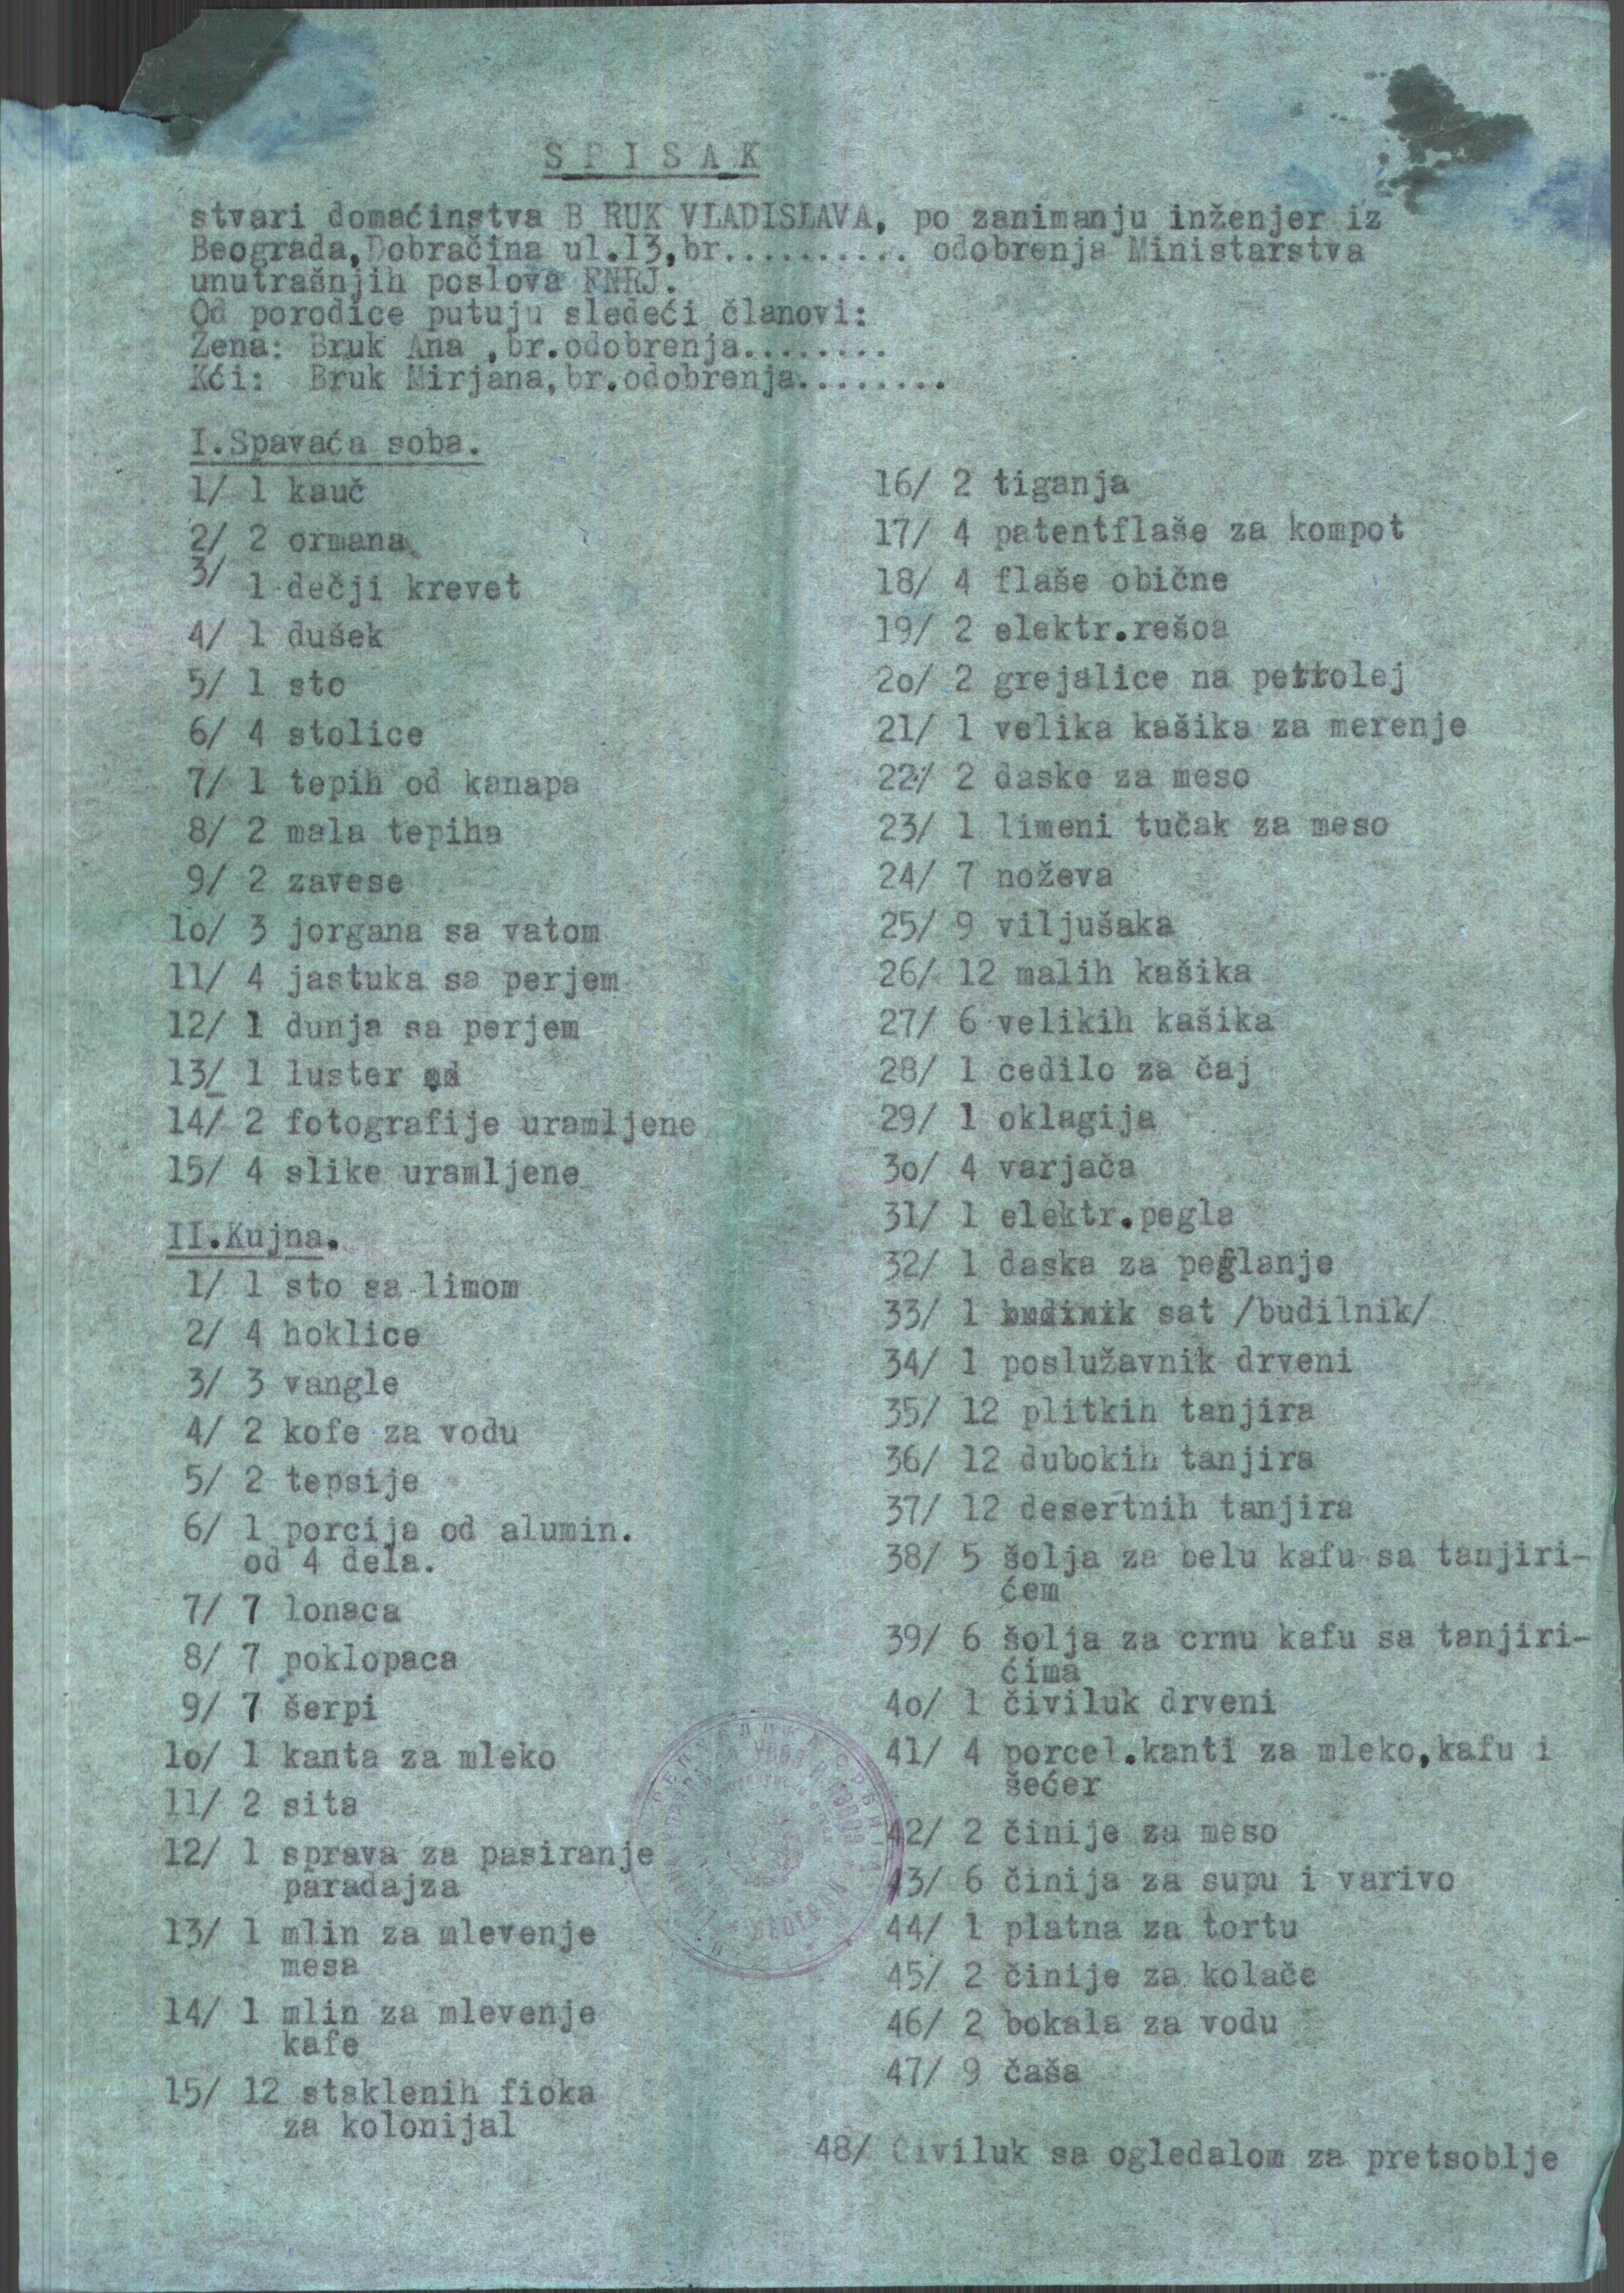 S P I S A K
stvari domaćinstva B RUK VLADISLAVA, po zanimanju inženjer iz
Beograda,Dobračina ul.13,br.......... odobrenja Ministarstva
unutrašnjih poslova FNRJ.
Od porodice putuju sledeći članovi:
Žena: Bruk Ana ,br.odobrenja........
Kći: Bruk Mirjana,br.odobrenja........
I.Spavaća soba.
1/ 1 kauč
2/ 2 ormana
3/ 1 dečji krevet
4/ 1 dušek
5/ 1 sto
6/ 4 stolice
7/ 1 tepih od kanapa
8/ 2 mala tepiha
9/ 2 zavese
1o/ 3 jorgana sa vatom
11/ 4 jastuka sa perjem
12/ 1 dunja sa perjem
13/ 1 luster
14/ 2 fotografije uramljene
15/ 4 slike uramljene
II.Kujna.
1/ 1 sto sa limom
2/ 4 hoklice
3/ 3 vangle
4/ 2 kofe za vodu
5/ 2 tepsije
6/ 1 porcija od alumin.
od 4 dela.
7/ 7 lonaca
8/ 7 poklopaca
9/ 7 šerpi
1o/ 1 kanta za mleko
11/ 2 sita
12/ 1 sprava za pasiranje
paradajza
13/ 1 mlin za mlevenje
mesa
14/ 1 mlin za mlevenje
kafe
15/ 12 staklenih fioka
za kolonijal
16/ 2 tiganja
17/ 4 patentflaše za kompot
18/ 4 flaše obične
19/ 2 elektr.rešoa
2o/ 2 grejalice na petrolej
21/ 1 velika kašika za merenje
22/ 2 daske za meso
23/ 1 limeni tučak za meso
24/ 7 noževa
25/ 9 viljušaka
26/ 12 malih kašika
27/ 6 velikih kašika
28/ 1 cedilo za čaj
29/ 1 oklagija
3o/ 4 varjača
31/ 1 elektr.pegla
32/ 1 daska za peglanje
33/ 1 sat /budilnik/
34/ 1 poslužavnik drveni
35/ 12 plitkih tanjira
36/ 12 dubokih tanjira
37/ 12 desertnih tanjira
38/ 5 šolja za belu kafu sa tanjiri-
ćem
39/ 6 šolja za crnu kafu sa tanjiri-
ćima
4o/ 1 čiviluk drveni
41/ 4 porcel.kanti za mleko,kafu i
šećer
42/ 2 činije za meso
43/ 6 činija za supu i varivo
44/ 1 platna za tortu
45/ 2 činije za kolače
46/ 2 bokala za vodu
47/ 9 čaša
48/ Čiviluk sa ogledalom za pretsoblje